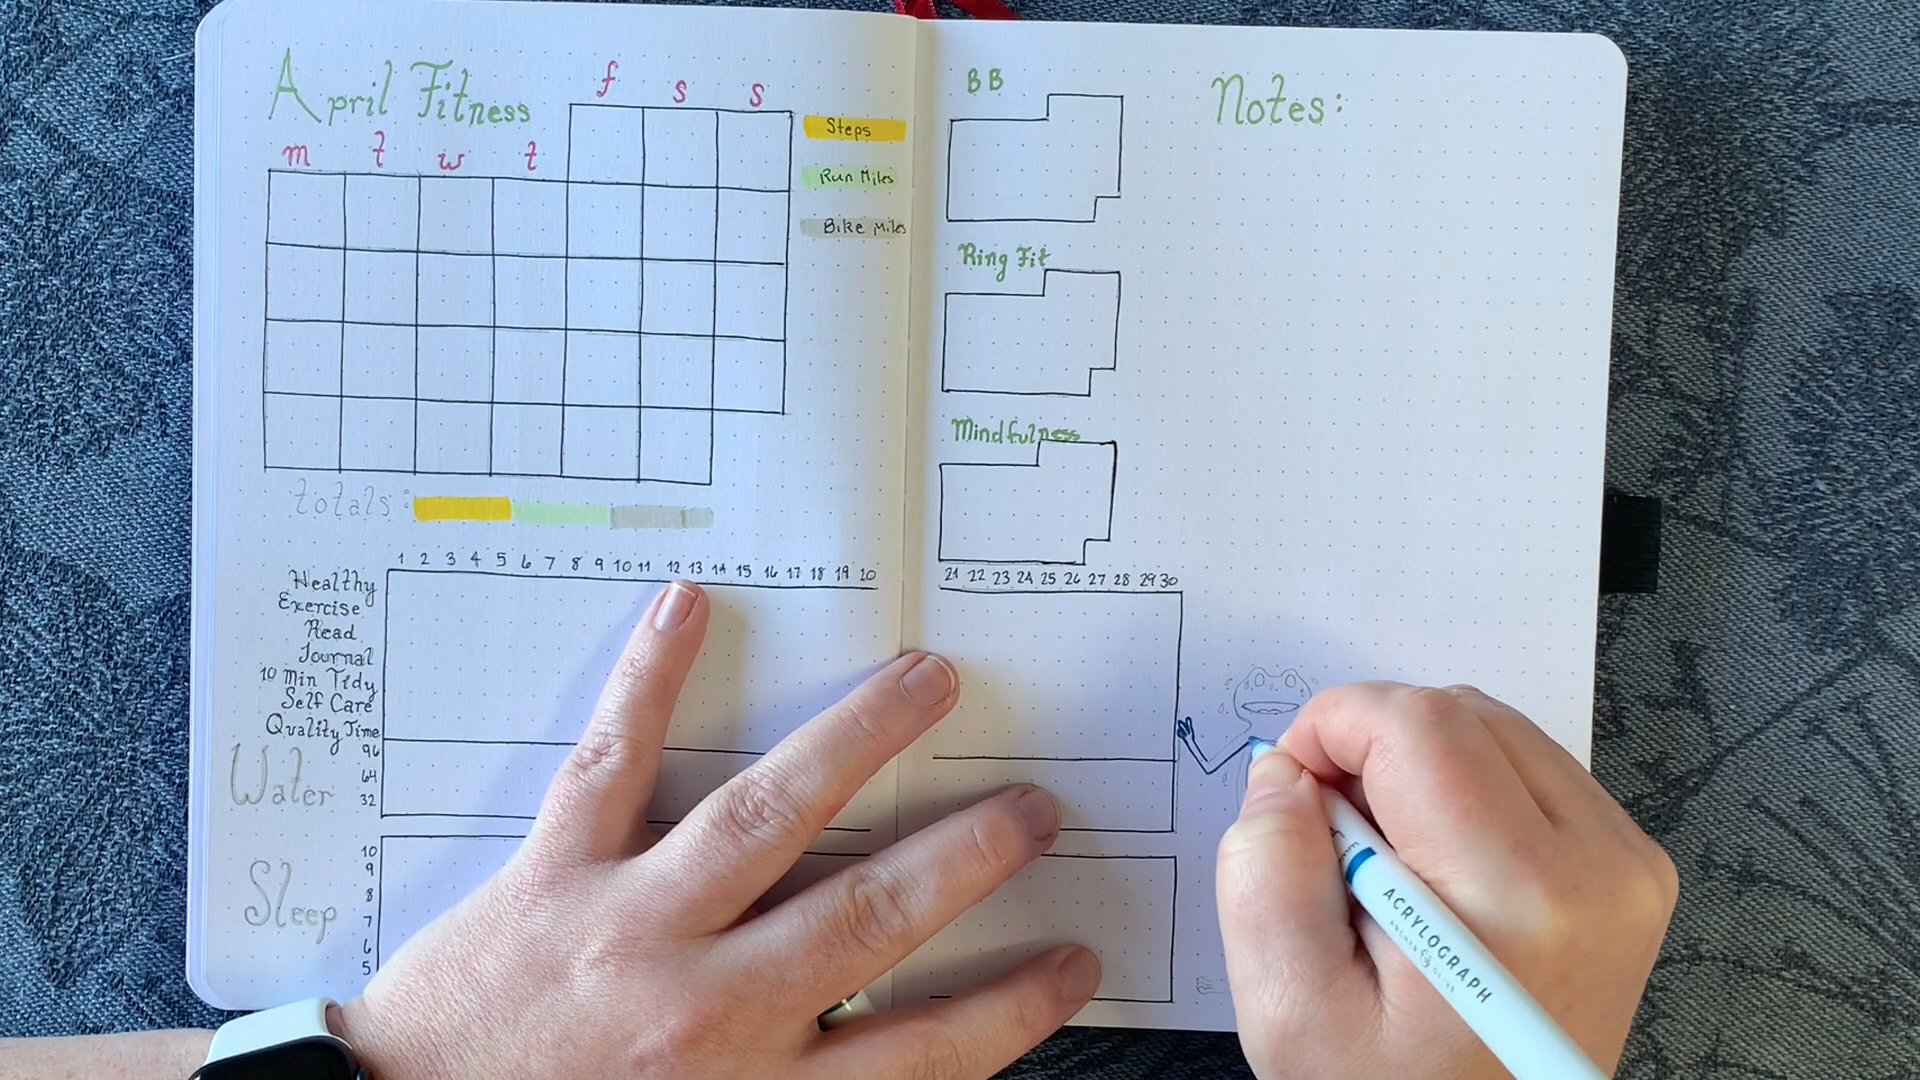 April Fitness
f s s
m t w t
Steps
Run Miles
Bike Miles
totals:
1 2 3 4 5 6 7 8 9 10 11 12 13 14 15 16 17 18 19 20
Healthy
Exercise
Read
Journal
10 Min Tidy
Self Care
Quality Time
Water
96
64
32
Sleep
10
9
8
7
6
5
BB
Ring Fit
Mindfulness
21 22 23 24 25 26 27 28 29 30
Notes:
ACRYLOGRAPH
ARCHER & OLIVE